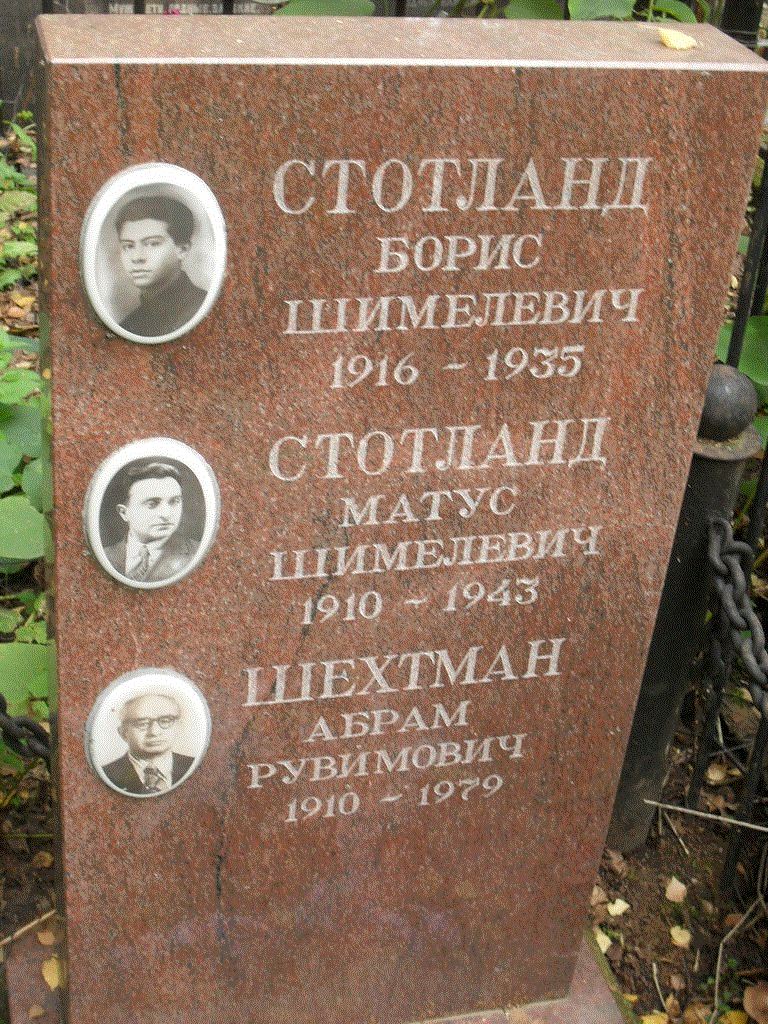 СТОТЛАНД
БОРИС
ШИМЕЛЕВИЧ
1916 - 1935
СТОТЛАНД
МАТУС
ШИМЕЛЕВИЧ
1910 - 1943
ШЕХТМАН
АБРАМ
РУВИМОВИЧ
1910 - 1979